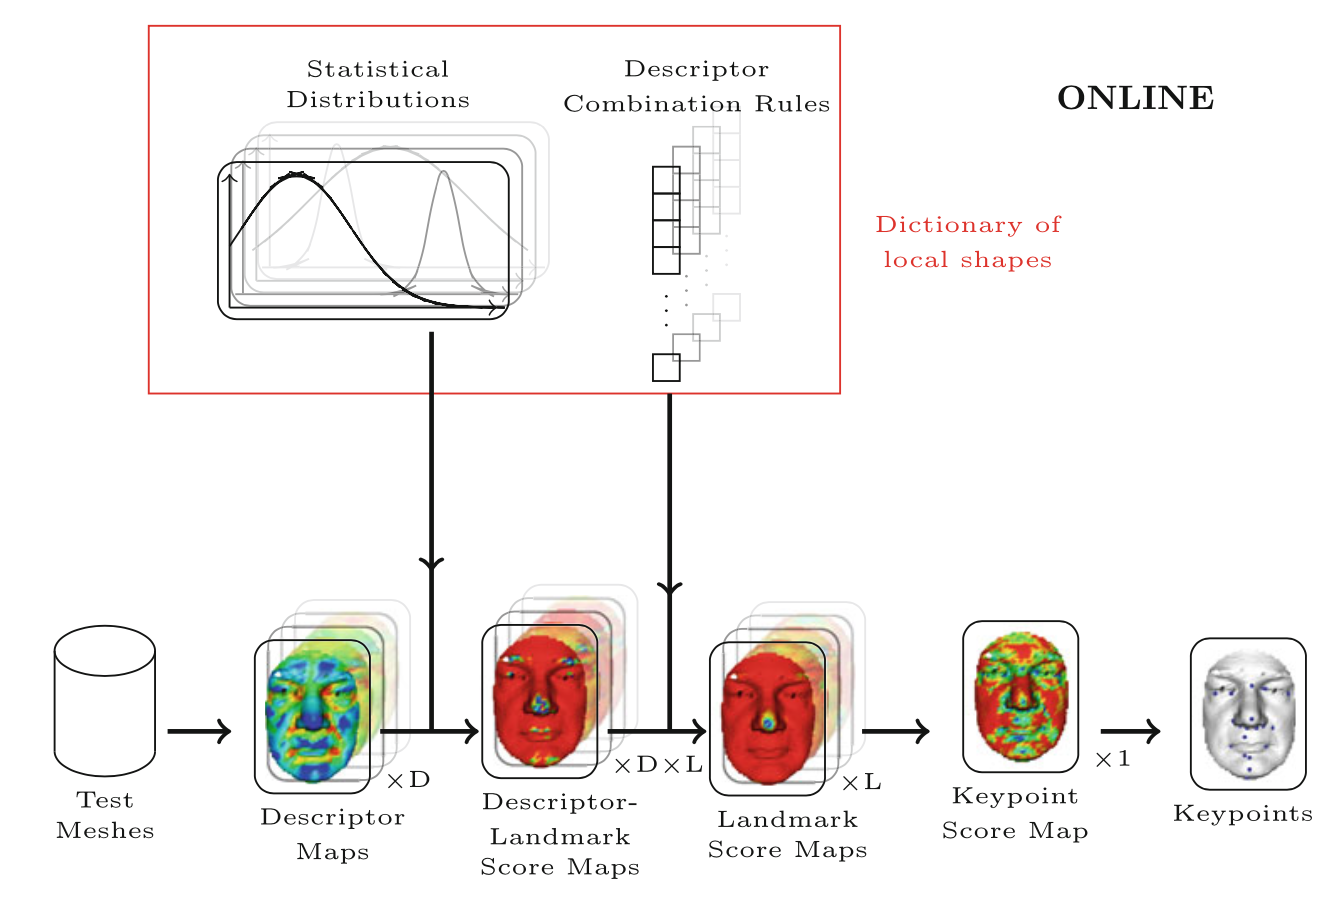 Statistical
Distributions
Descriptor
Combination Rules
ONLINE
Dictionary of
local shapes
×D
×D×L
×L
×1
Test
Meshes
Descriptor
Maps
Descriptor-
Landmark
Score Maps
Landmark
Score Maps
Keypoint
Score Map
Keypoints